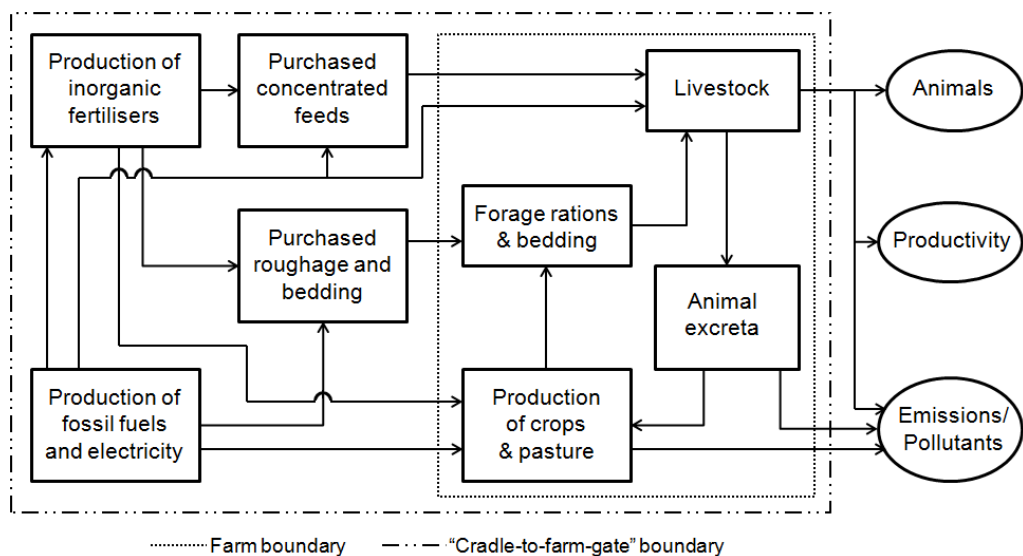 Production of
inorganic
fertilisers
Purchased
concentrated
feeds
Livestock
Animals
Purchased
roughage and
bedding
Forage rations
& bedding
Productivity
Animal
excreta
Production of
fossil fuels
and electricity
Production
of crops
& pasture
Emissions/
Pollutants
Farm boundary
“Cradle-to-farm-gate” boundary